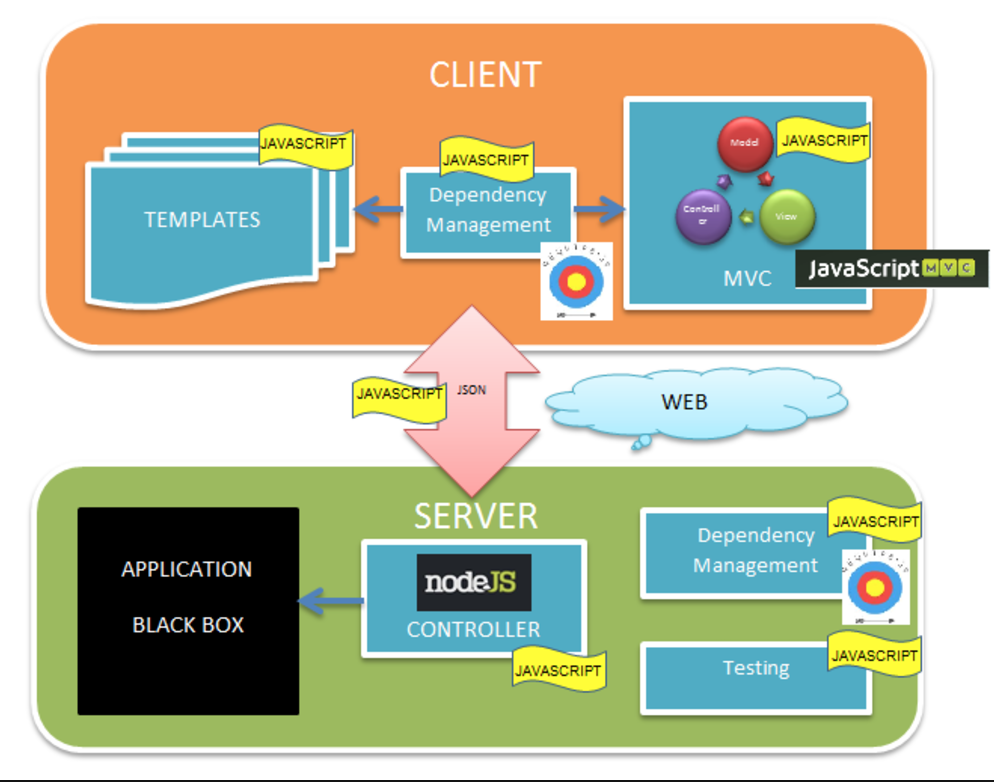 CLIENT
JAVASCRIPT
TEMPLATES
JAVASCRIPT
Dependency
Management
JAVASCRIPT
Model
Controll
er
View
MVC
JavaScript MVC
JAVASCRIPT
JSON
WEB
SERVER
APPLICATION
BLACK BOX
nodeJS
CONTROLLER
JAVASCRIPT
JAVASCRIPT
Dependency
Management
JAVASCRIPT
Testing